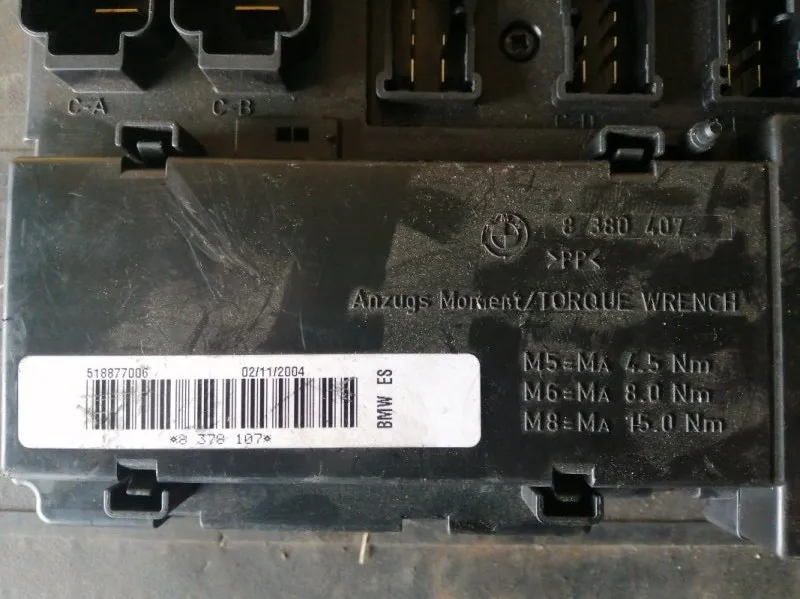 C-A
C-B
C-D
8 380 407
>PP<
Anzugs Moment/TORQUE WRENCH
M5=MA 4.5 Nm
M6=MA 8.0 Nm
M8=MA 15.0 Nm
518877006 02/11/2004
BMW ES
*8 378 107*